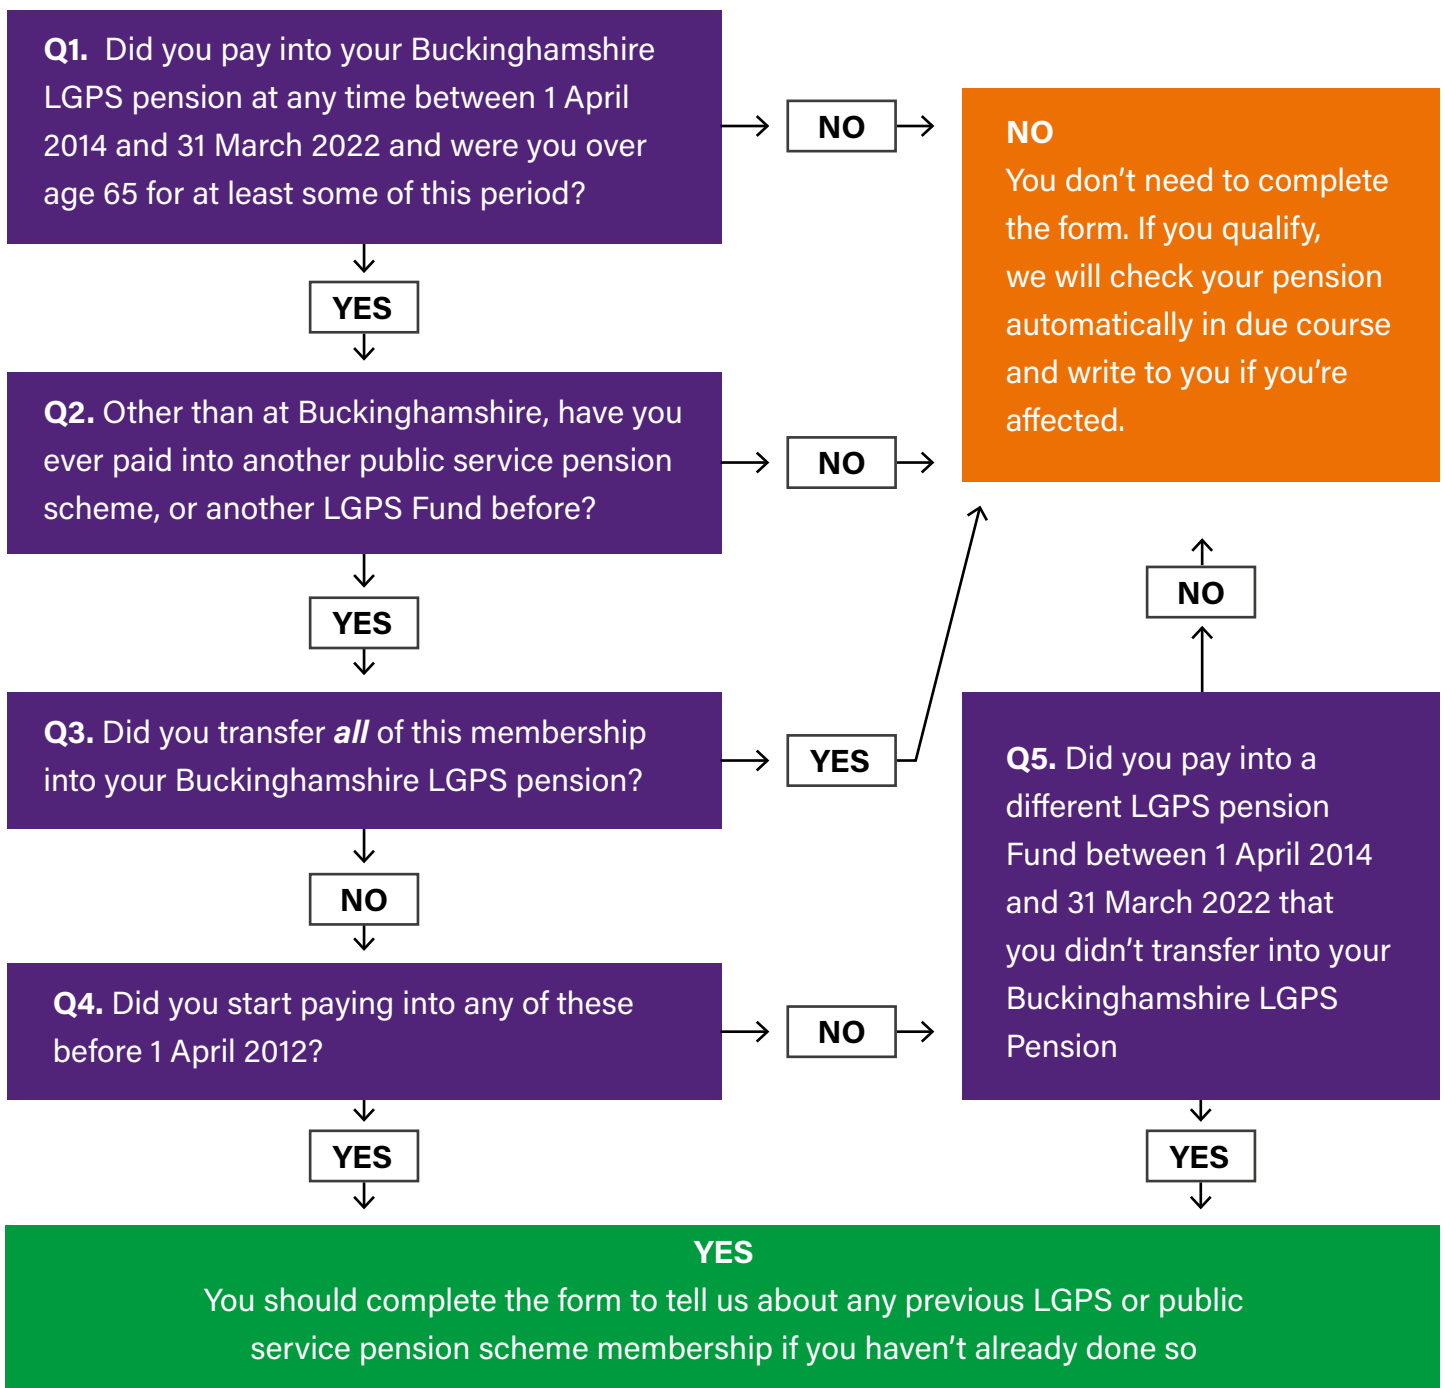 Q1. Did you pay into your Buckinghamshire
LGPS pension at any time between 1 April
2014 and 31 March 2022 and were you over
age 65 for at least some of this period?
NO
NO
You don't need to complete
the form. If you qualify,
we will check your pension
automatically in due course
and write to you if you're
affected.
YES
Q2. Other than at Buckinghamshire, have you
ever paid into another public service pension
scheme, or another LGPS Fund before?
NO
YES
NO
Q3. Did you transfer all of this membership
into your Buckinghamshire LGPS pension?
YES
Q5. Did you pay into a
different LGPS pension
Fund between 1 April 2014
and 31 March 2022 that
you didn't transfer into your
Buckinghamshire LGPS
Pension
NO
Q4. Did you start paying into any of these
before 1 April 2012?
NO
YES
YES
YES
You should complete the form to tell us about any previous LGPS or public
service pension scheme membership if you haven't already done so